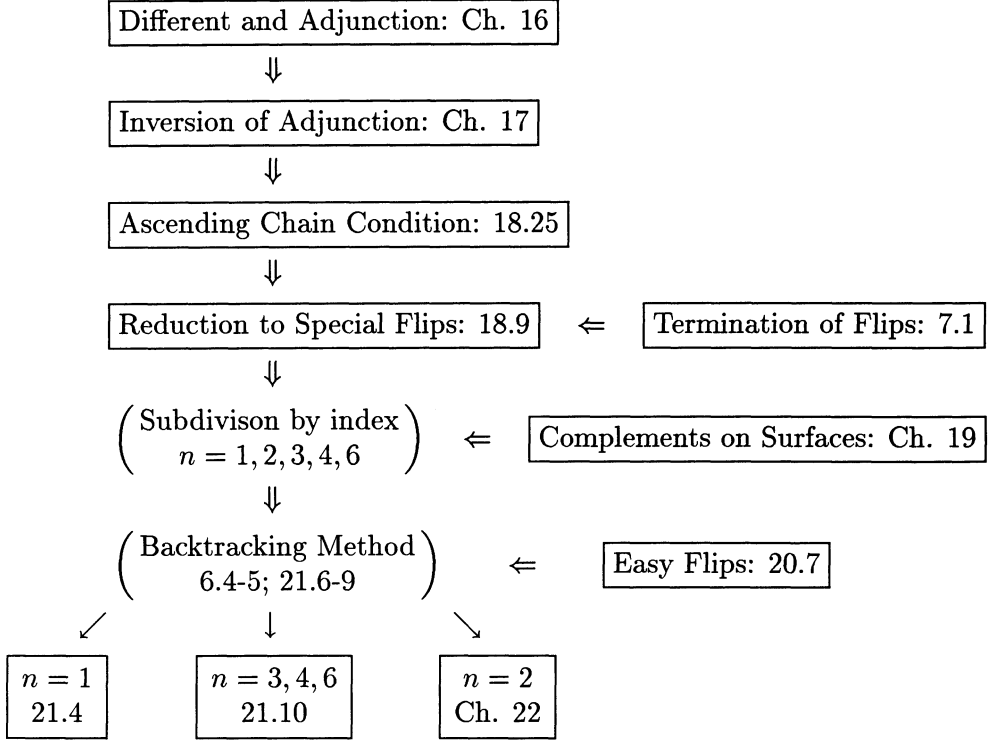 Different and Adjunction: Ch. 16
⇓
Inversion of Adjunction: Ch. 17
⇓
Ascending Chain Condition: 18.25
⇓
Reduction to Special Flips: 18.9 ⇐ Termination of Flips: 7.1
⇓
(Subdivison by index
n = 1, 2, 3, 4, 6) ⇐ Complements on Surfaces: Ch. 19
⇓
(Backtracking Method
6.4-5; 21.6-9) ⇐ Easy Flips: 20.7
↙ ↓ ↘
n = 1
21.4
n = 3, 4, 6
21.10
n = 2
Ch. 22